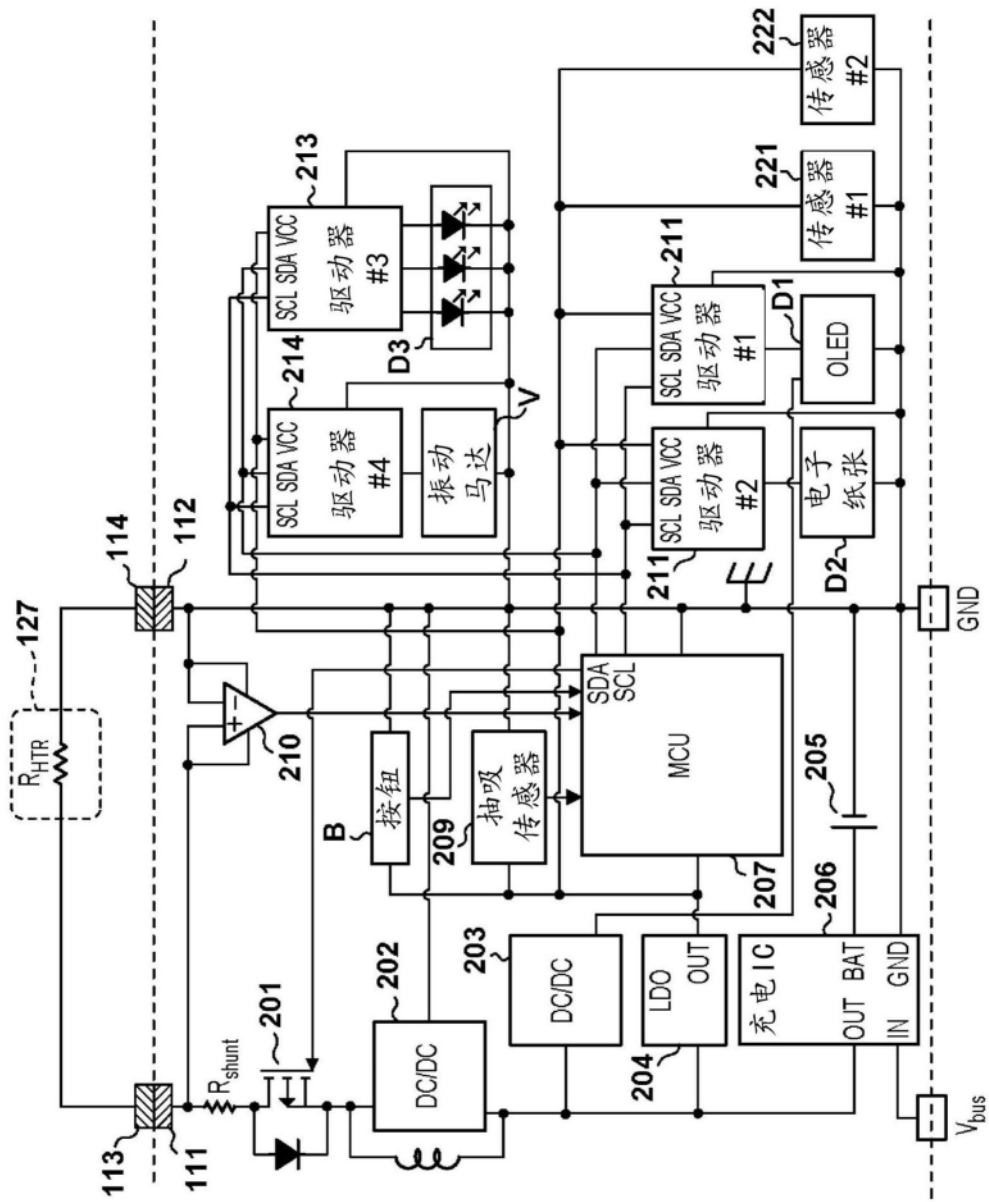 127
R_HTR
113
111
114
112
R_shunt
201
210
+
−
202
DC/DC
B
按钮
209
抽吸
传感器
203
DC/DC
204
LDO
OUT
207
MCU
SDA
SCL
206
充电IC
OUT BAT
IN GND
205
V_bus
GND
214
SCL SDA VCC
驱动器
#4
振动
马达
V
213
SCL SDA VCC
驱动器
#3
D3
211
SCL SDA VCC
驱动器
#2
电子
纸张
D2
211
SCL SDA VCC
驱动器
#1
D1
OLED
221
传感器
#1
222
传感器
#2